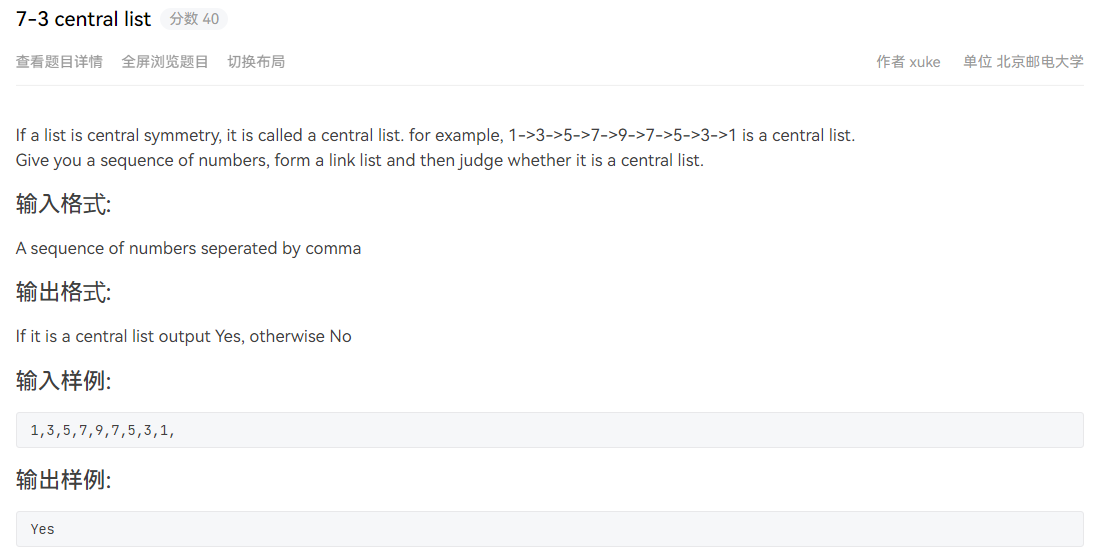 7-3 central list 分数 40
查看题目详情 全屏浏览题目 切换布局 作者 xuke 单位 北京邮电大学
If a list is central symmetry, it is called a central list. for example, 1->3->5->7->9->7->5->3->1 is a central list.
Give you a sequence of numbers, form a link list and then judge whether it is a central list.
输入格式:
A sequence of numbers seperated by comma
输出格式:
If it is a central list output Yes, otherwise No
输入样例:
1,3,5,7,9,7,5,3,1,
输出样例:
Yes